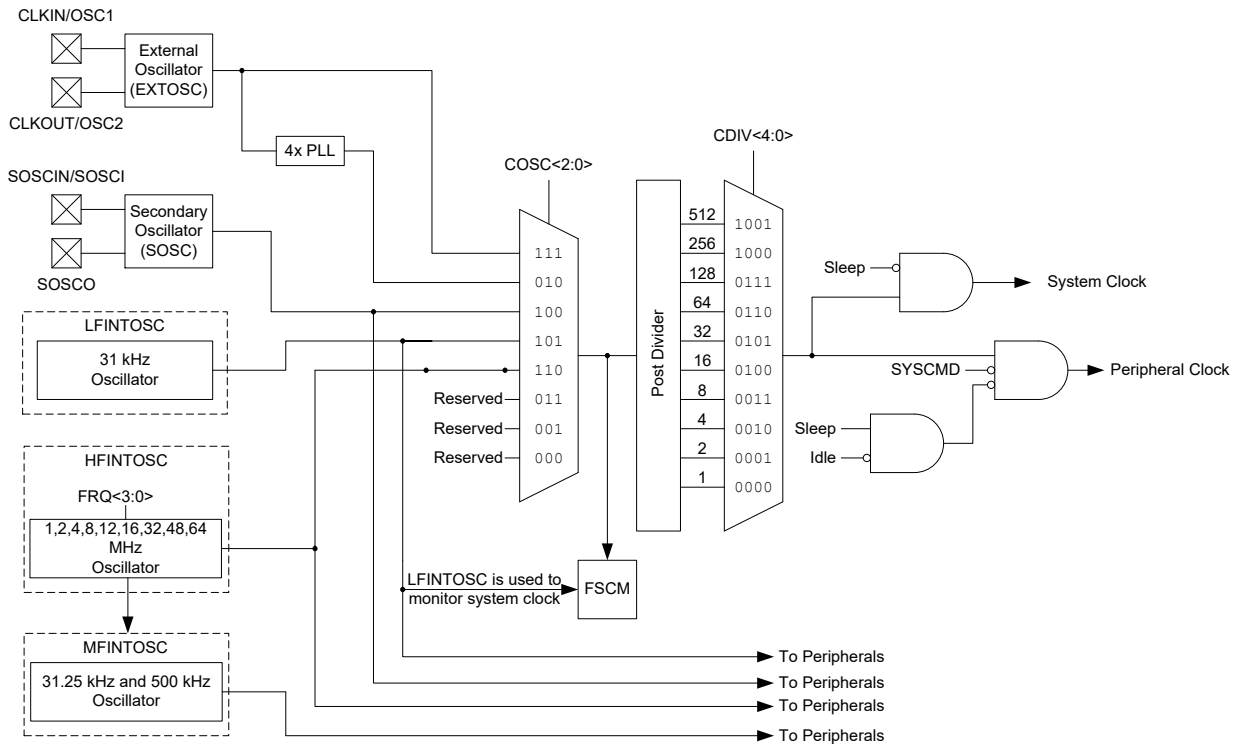 CLKIN/OSC1
External
Oscillator
(EXTOSC)
CLKOUT/OSC2
4x PLL
SOSCIN/SOSCI
Secondary
Oscillator
(SOSC)
SOSCO
LFINTOSC
31 kHz
Oscillator
HFINTOSC
FRQ<3:0>
1,2,4,8,12,16,32,48,64
MHz
Oscillator
MFINTOSC
31.25 kHz and 500 kHz
Oscillator
COSC<2:0>
111
010
100
101
110
Reserved 011
Reserved 001
Reserved 000
LFINTOSC is used to
monitor system clock
FSCM
Post Divider
CDIV<4:0>
512 1001
256 1000
128 0111
64 0110
32 0101
16 0100
8 0011
4 0010
2 0001
1 0000
Sleep
System Clock
SYSCMD
Peripheral Clock
Sleep
Idle
To Peripherals
To Peripherals
To Peripherals
To Peripherals